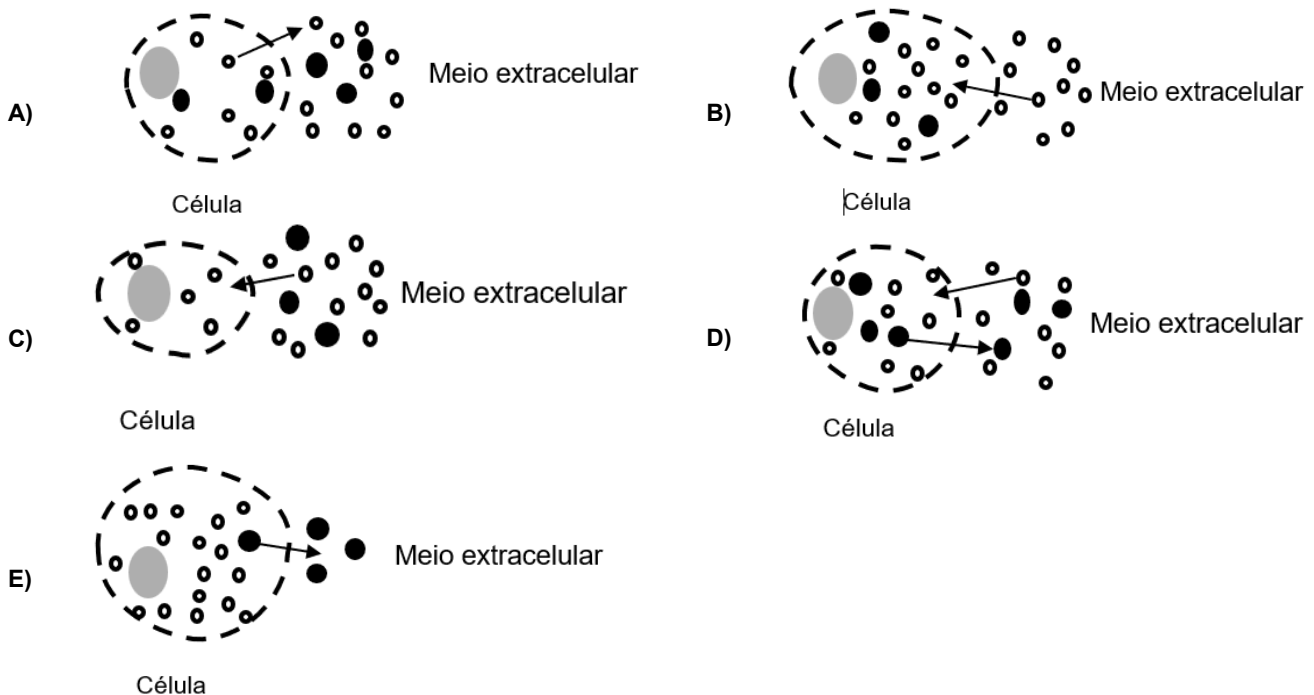 A)
Meio extracelular
Célula
B)
Meio extracelular
Célula
C)
Meio extracelular
Célula
D)
Meio extracelular
Célula
E)
Meio extracelular
Célula